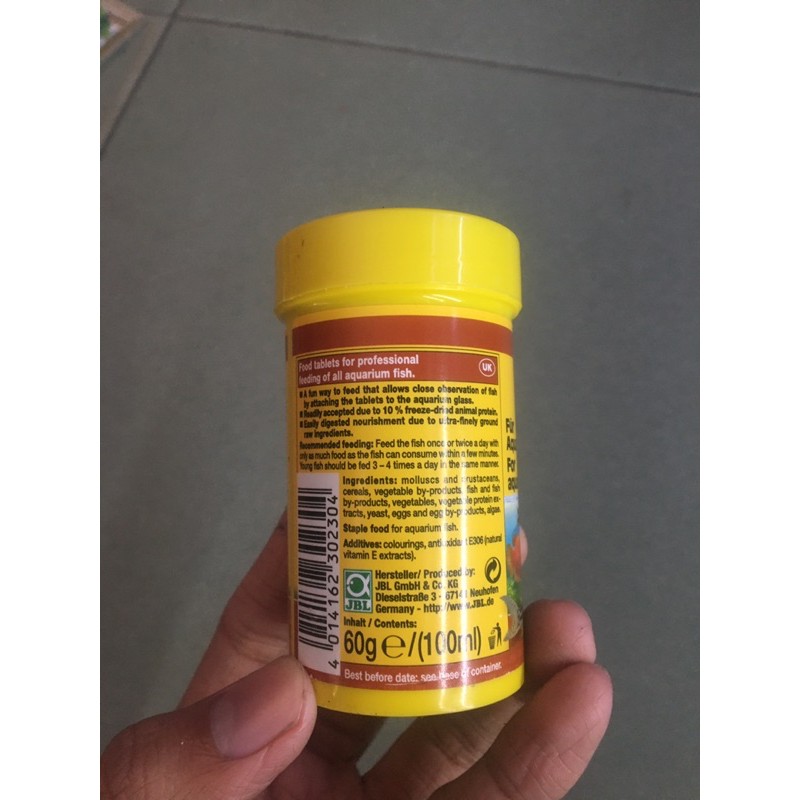 Food tablets for professional
feeding of all aquarium fish.
UK
■ A fun way to feed that allows close observation of fish
by attaching the tablets to the aquarium glass.
■ Readily accepted due to 10 % freeze-dried animal protein.
■ Easily digested nourishment due to ultra-finely ground
raw ingredients.
Recommended feeding: Feed the fish once or twice a day with
only as much food as the fish can consume within a few minutes.
Young fish should be fed 3 – 4 times a day in the same manner.
Ingredients: molluscs and crustaceans,
cereals, vegetable by-products, fish and fish
by-products, vegetables, vegetable protein ex-
tracts, yeast, eggs and egg by-products, algae.
Staple food for aquarium fish.
Additives: colourings, antioxidant E306 (natural
vitamin E extracts).
Hersteller/ Produced by:
JBL GmbH & Co. KG
Dieselstraße 3 - 67141 Neuhofen
Germany - http://www.JBL.de
JBL
Inhalt / Contents:
60g e/(100ml)
Best before date: see base of container.
4 014162 302304
Für
For